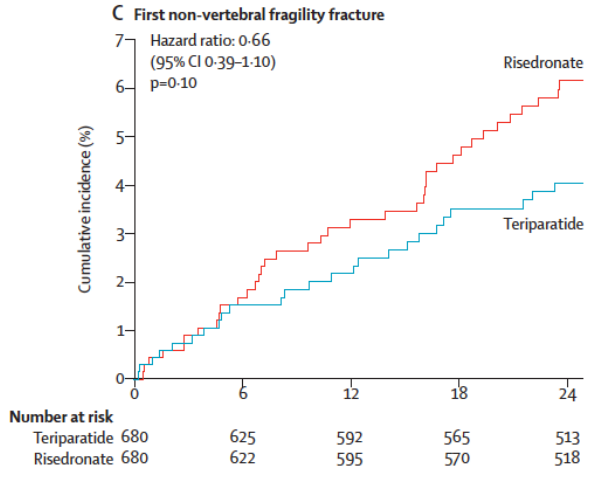 C First non-vertebral fragility fracture
7
Hazard ratio: 0·66
(95% CI 0·39–1·10)
p=0·10
Risedronate
6
5
Cumulative incidence (%)
4
3
Teriparatide
2
1
0
0 6 12 18 24
Number at risk
Teriparatide 680 625 592 565 513
Risedronate 680 622 595 570 518